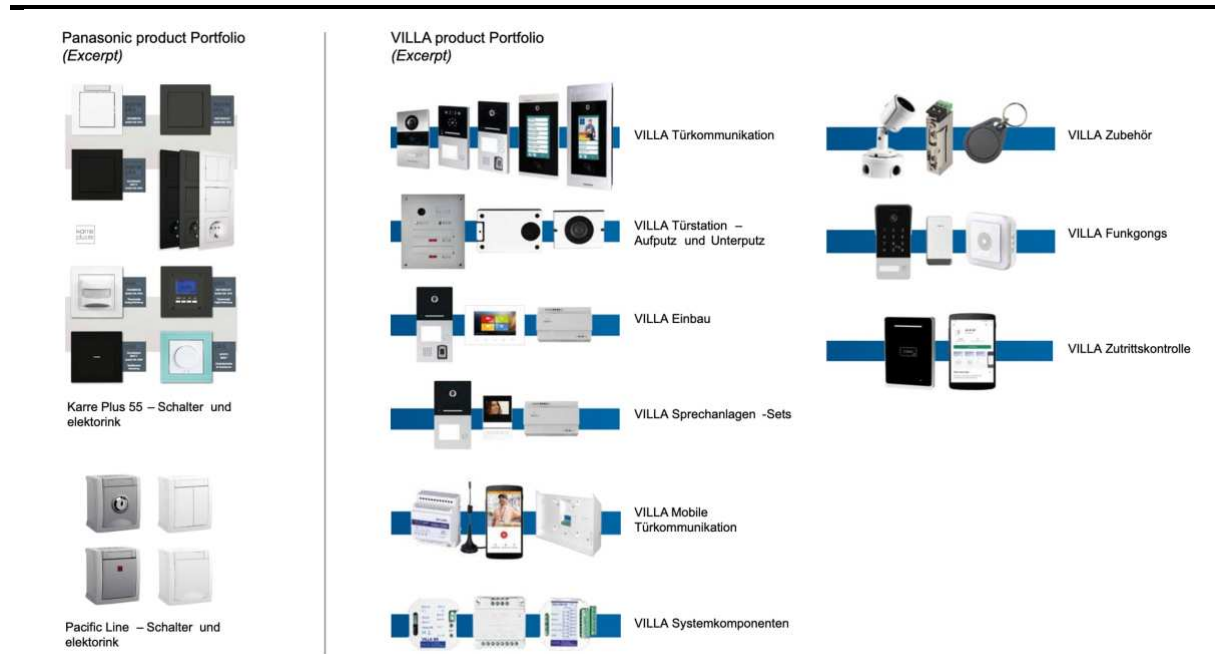 Panasonic product Portfolio
(Excerpt)
Karre Plus 55 – Schalter und
elektorink
Pacific Line – Schalter und
elektorink
VILLA product Portfolio
(Excerpt)
VILLA Türkommunikation
VILLA Türstation –
Aufputz und Unterputz
VILLA Einbau
VILLA Sprechanlagen -Sets
VILLA Mobile
Türkommunikation
VILLA Systemkomponenten
VILLA Zubehör
VILLA Funkgongs
VILLA Zutrittskontrolle